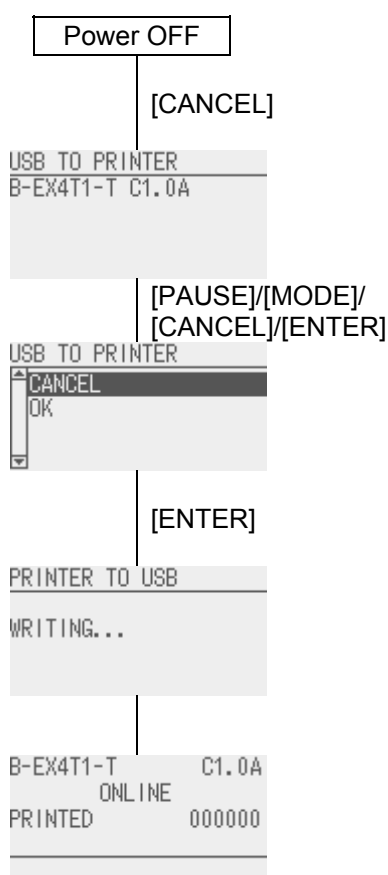 Power OFF
[CANCEL]
USB TO PRINTER
B-EX4T1-T C1.0A
[PAUSE]/[MODE]/
[CANCEL]/[ENTER]
USB TO PRINTER
CANCEL
OK
[ENTER]
PRINTER TO USB
WRITING...
B-EX4T1-T C1.0A
ONLINE
PRINTED 000000